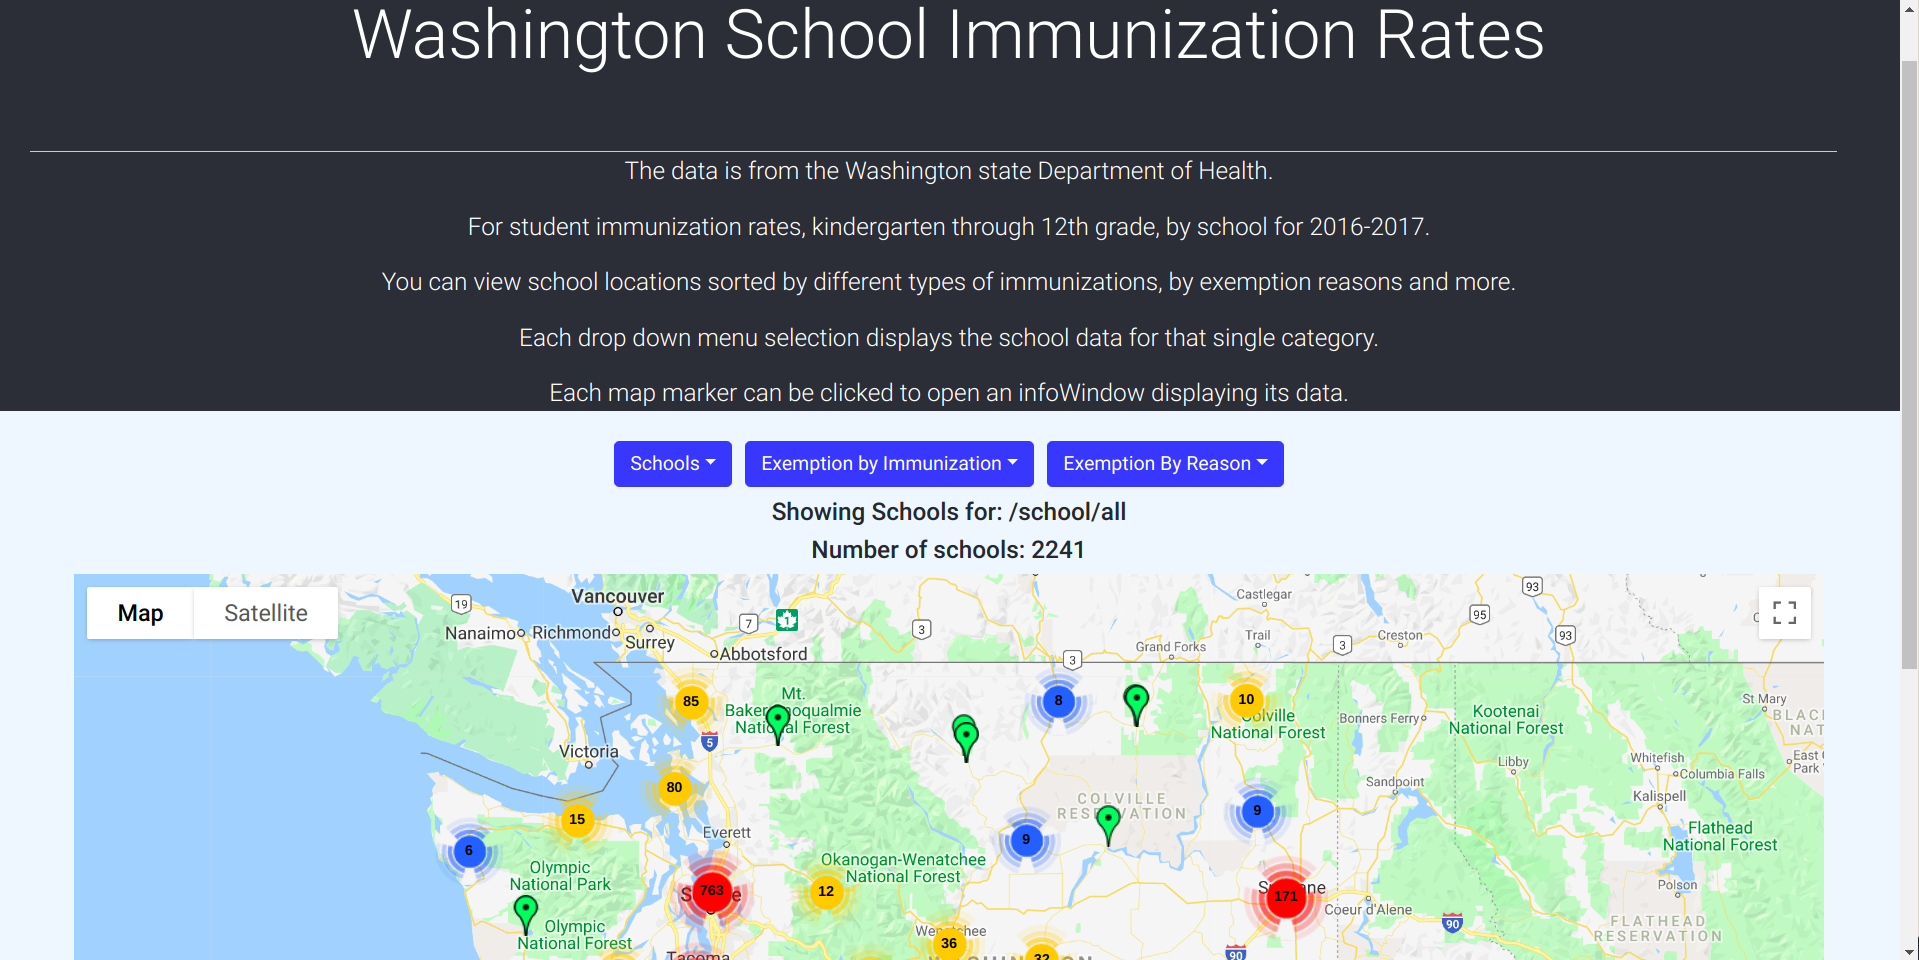 Washington School Immunization Rates
The data is from the Washington state Department of Health.
For student immunization rates, kindergarten through 12th grade, by school for 2016-2017.
You can view school locations sorted by different types of immunizations, by exemption reasons and more.
Each drop down menu selection displays the school data for that single category.
Each map marker can be clicked to open an infoWindow displaying its data.
Schools
Exemption by Immunization
Exemption By Reason
Showing Schools for: /school/all
Number of schools: 2241
Map
Satellite
19
Vancouver
Nanaimo
Richmond
Surrey
Abbotsford
7
1
3
3
Castlegar
Trail
Grand Forks
3
Creston
95
93
93
85
Mt.
National Forest
5
8
10
Colville
National Forest
Bonners Ferry
Kootenai
National Forest
St Mary
Victoria
80
15
6
Everett
COLVILLE
RESERVATION
9
9
Sandpoint
Libby
Whitefish
Columbia Falls
Kalispell
East
Park
Flathead
National Forest
Olympic
National Park
Okanogan-Wenatchee
National Forest
763
12
171
Coeur d'Alene
Polson
90
FLATHEAD
RESERVATION
Olympic
National Forest
36
32
90
Tacoma